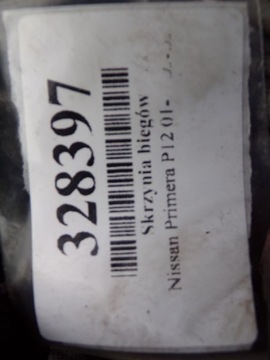 328397
Skrzynia biegów
Nissan Primera P12 01-